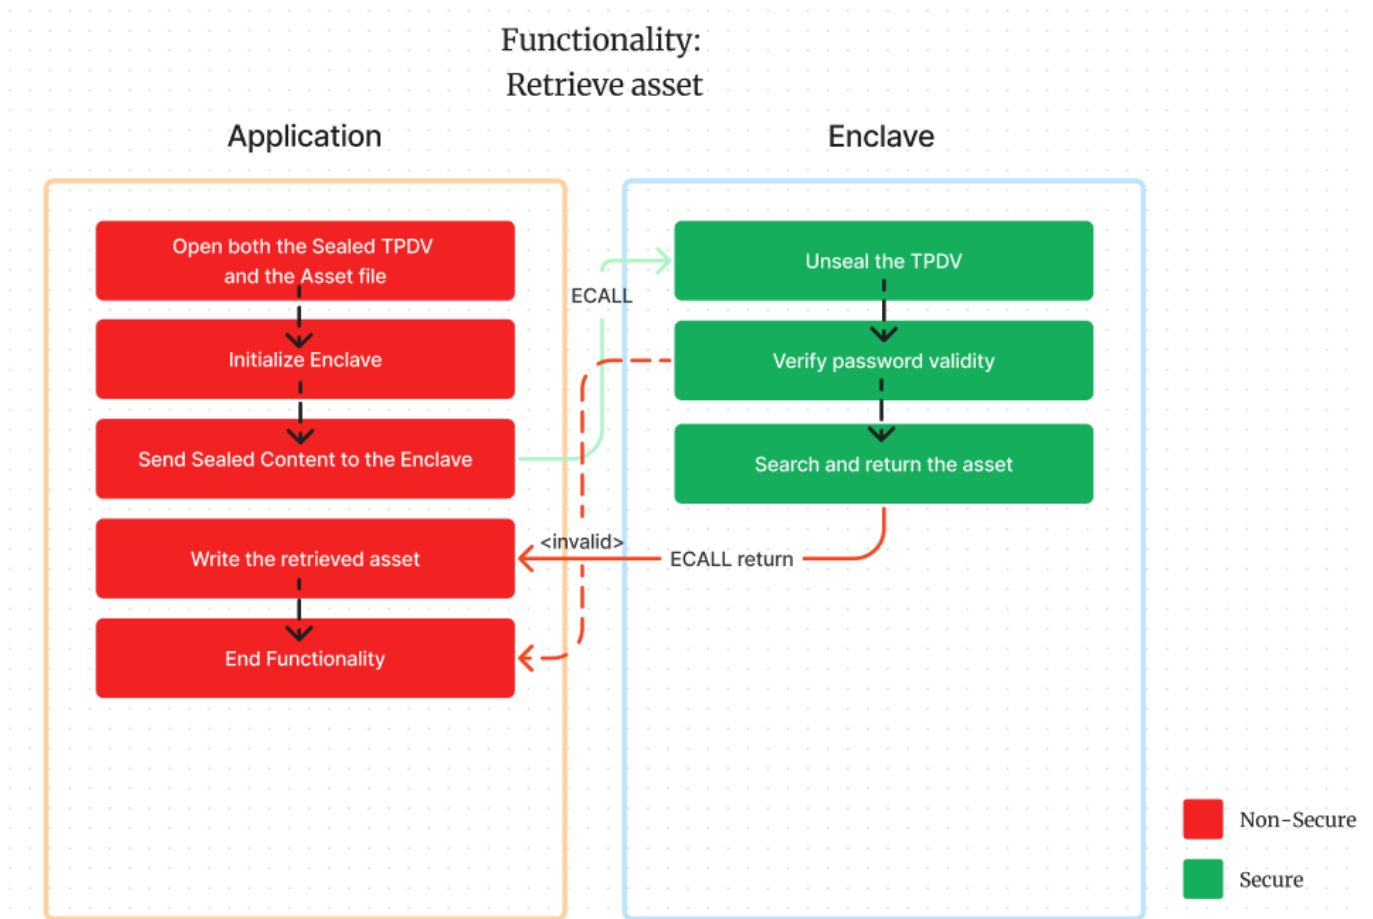 Functionality:
Retrieve asset
Application
Enclave
Open both the Sealed TPDV
and the Asset file
Initialize Enclave
Send Sealed Content to the Enclave
Write the retrieved asset
End Functionality
ECALL
<invalid>
ECALL return
Unseal the TPDV
Verify password validity
Search and return the asset
Non-Secure
Secure